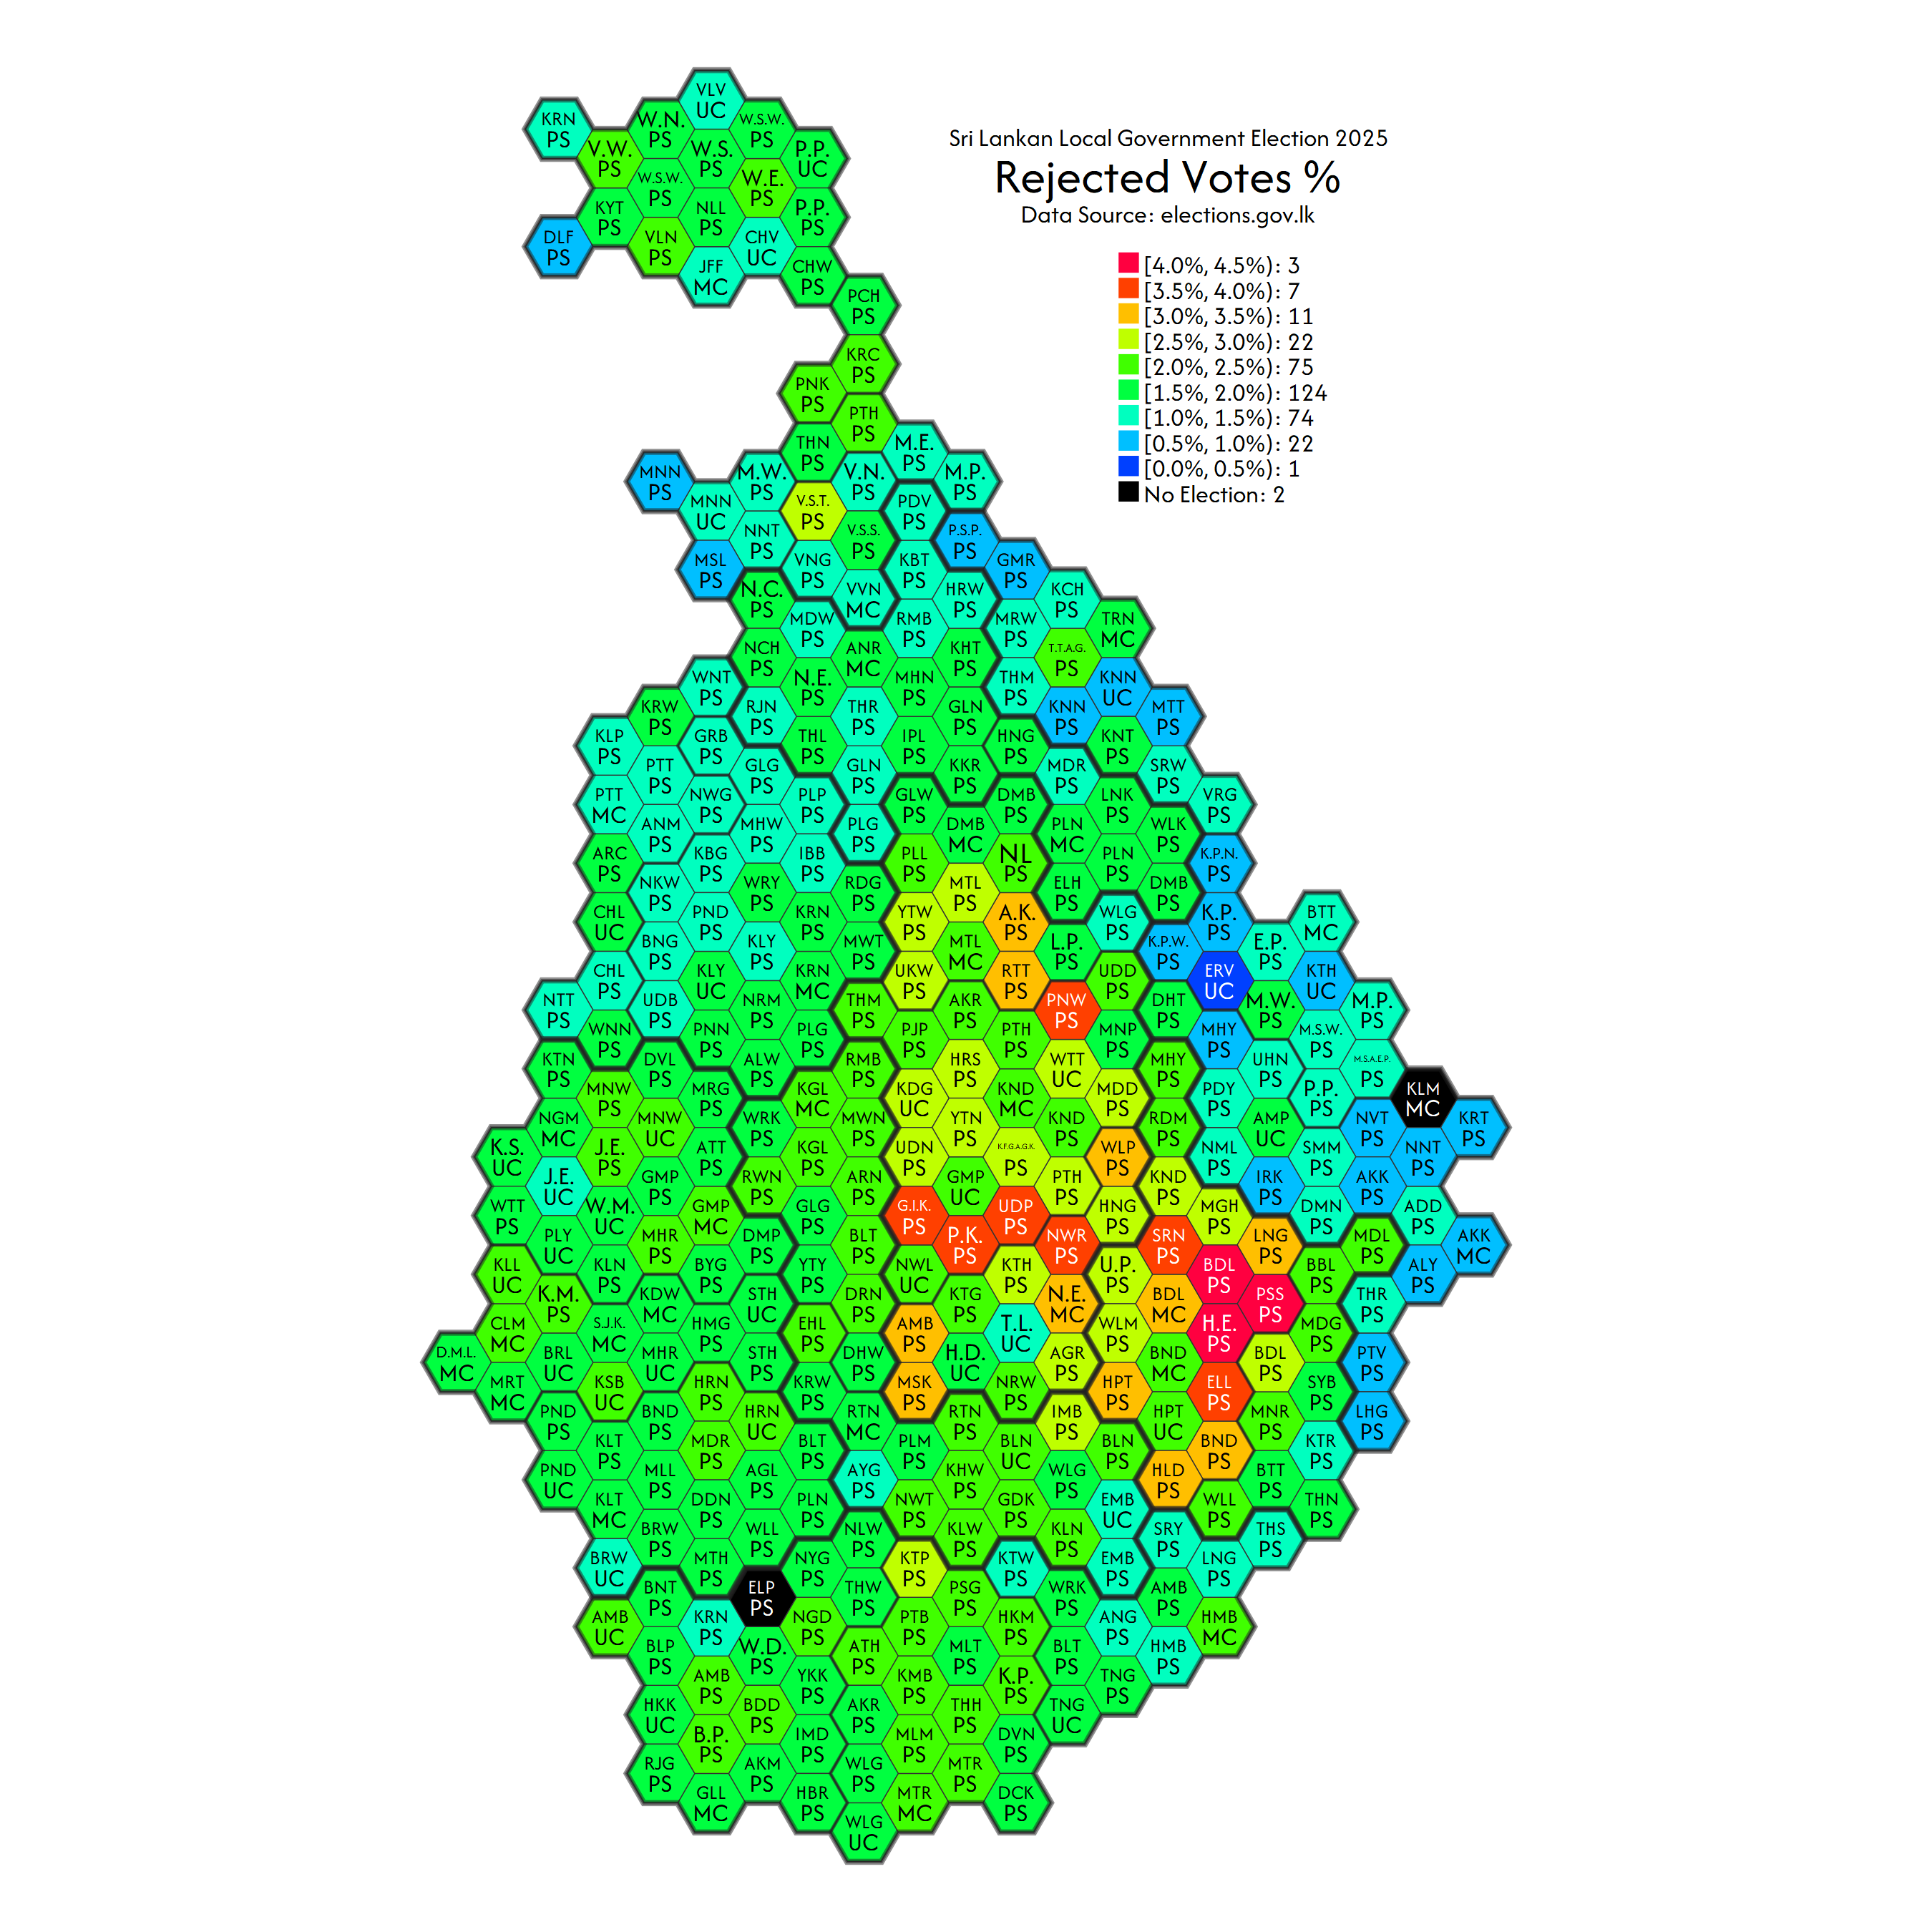 Sri Lankan Local Government Election 2025
Rejected Votes %
Data Source: elections.gov.lk
[4.0%, 4.5%): 3
[3.5%, 4.0%): 7
[3.0%, 3.5%): 11
[2.5%, 3.0%): 22
[2.0%, 2.5%): 75
[1.5%, 2.0%): 124
[1.0%, 1.5%): 74
[0.5%, 1.0%): 22
[0.0%, 0.5%): 1
No Election: 2
VLV
UC
KRN W.N. W.S.W.
PS PS PS
V.W. W.S. P.P.
PS PS UC
W.S.W. W.E.
PS PS
KYT NLL P.P.
PS PS PS
DLF VLN CHV
PS PS UC
JFF CHW
MC PS
PCH
PS
KRC
PS
PNK
PS
PTH
PS
THN M.E.
PS PS
MNN M.W. V.N. M.P.
PS PS PS PS
MNN V.S.T. PDV
UC PS PS
NNT V.S.S. P.S.P.
PS PS PS
MSL VNG KBT GMR
PS PS PS PS
N.C. VVN HRW KCH
PS MC PS PS
MDW RMB MRW TRN
PS PS PS MC
NCH ANR KHT T.T.A.G.
PS MC PS PS
WNT N.E. MHN THM KNN
PS PS PS PS UC
KRW RJN THR GLN KNN MTT
PS PS PS PS PS PS
KLP GRB THL IPL HNG KNT
PS PS PS PS PS PS
PTT GLG GLN KKR MDR SRW
PS PS PS PS PS PS
PTT NWG PLP GLW DMB LNK VRG
MC PS PS PS PS PS PS
ANM MHW PLG DMB PLN WLK
PS PS PS MC MC PS
ARC KBG IBB PLL NL PLN K.P.N.
PS PS PS PS PS PS PS
NKW WRY RDG MTL ELH DMB
PS PS PS PS PS PS
CHL PND KRN YTW A.K. WLG K.P. BTT
UC PS PS PS PS PS PS MC
BNG KLY MWT MTL L.P. K.P.W. E.P.
PS PS PS MC PS PS PS
CHL KLY KRN UKW RTT UDD ERV KTH
PS UC MC PS PS PS UC UC
NTT UDB NRM THM AKR PNW DHT M.W. M.P.
PS PS PS PS PS PS PS PS PS
WNN PNN PLG PJP PTH MNP MHY M.S.W.
PS PS PS PS PS PS PS PS
KTN DVL ALW RMB HRS WTT MHY UHN M.S.A.E.P.
PS PS PS PS PS UC PS PS PS
MNW MRG KGL KDG KND MDD PDY P.P. KLM
PS PS MC UC MC PS PS PS MC
NGM MNW WRK MWN YTN KND RDM AMP NVT KRT
MC UC PS PS PS PS PS UC PS PS
K.S. J.E. ATT KGL UDN K.F.G.A.G.K. WLP NML SMM NNT
UC PS PS PS PS PS PS PS PS PS
J.E. GMP RWN ARN GMP PTH KND IRK AKK
UC PS PS PS UC PS PS PS PS
WTT W.M. GMP GLG G.I.K. UDP HNG MGH DMN ADD
PS UC MC PS PS PS PS PS PS PS
PLY MHR DMP BLT P.K. NWR SRN LNG MDL AKK
UC PS PS PS PS PS PS PS PS MC
KLL KLN BYG YTY NWL KTH U.P. BDL BBL ALY
UC PS PS PS UC PS PS PS PS PS
K.M. KDW STH DRN KTG N.E. BDL PSS THR
PS MC UC PS PS MC MC PS PS
CLM S.J.K. HMG EHL AMB T.L. WLM H.E. MDG
MC MC PS PS PS UC PS PS PS
D.M.L. BRL MHR STH DHW H.D. AGR BND BDL PTV
MC UC UC PS PS UC PS MC PS PS
MRT KSB HRN KRW MSK NRW HPT ELL SYB
MC UC PS PS PS PS PS PS PS
PND BND HRN RTN RTN IMB HPT MNR LHG
PS PS UC MC PS PS UC PS PS
KLT MDR BLT PLM BLN BLN BND KTR
PS PS PS PS UC PS PS PS
PND MLL AGL AYG KHW WLG HLD BTT
UC PS PS PS PS PS PS PS
KLT DDN PLN NWT GDK EMB WLL THN
MC PS PS PS PS UC PS PS
BRW WLL NLW KLW KLN SRY THS
PS PS PS PS PS PS PS
BRW MTH NYG KTP KTW EMB LNG
UC PS PS PS PS PS PS
BNT ELP THW PSG WRK AMB
PS PS PS PS PS PS
AMB KRN NGD PTB HKM ANG HMB
UC PS PS PS PS PS MC
BLP W.D. ATH MLT BLT HMB
PS PS PS PS PS PS
AMB YKK KMB K.P. TNG
PS PS PS PS PS
HKK BDD AKR THH TNG
UC PS PS PS UC
B.P. IMD MLM DVN
PS PS PS PS
RJG AKM WLG MTR
PS PS PS PS
GLL HBR MTR DCK
MC PS MC PS
WLG
UC